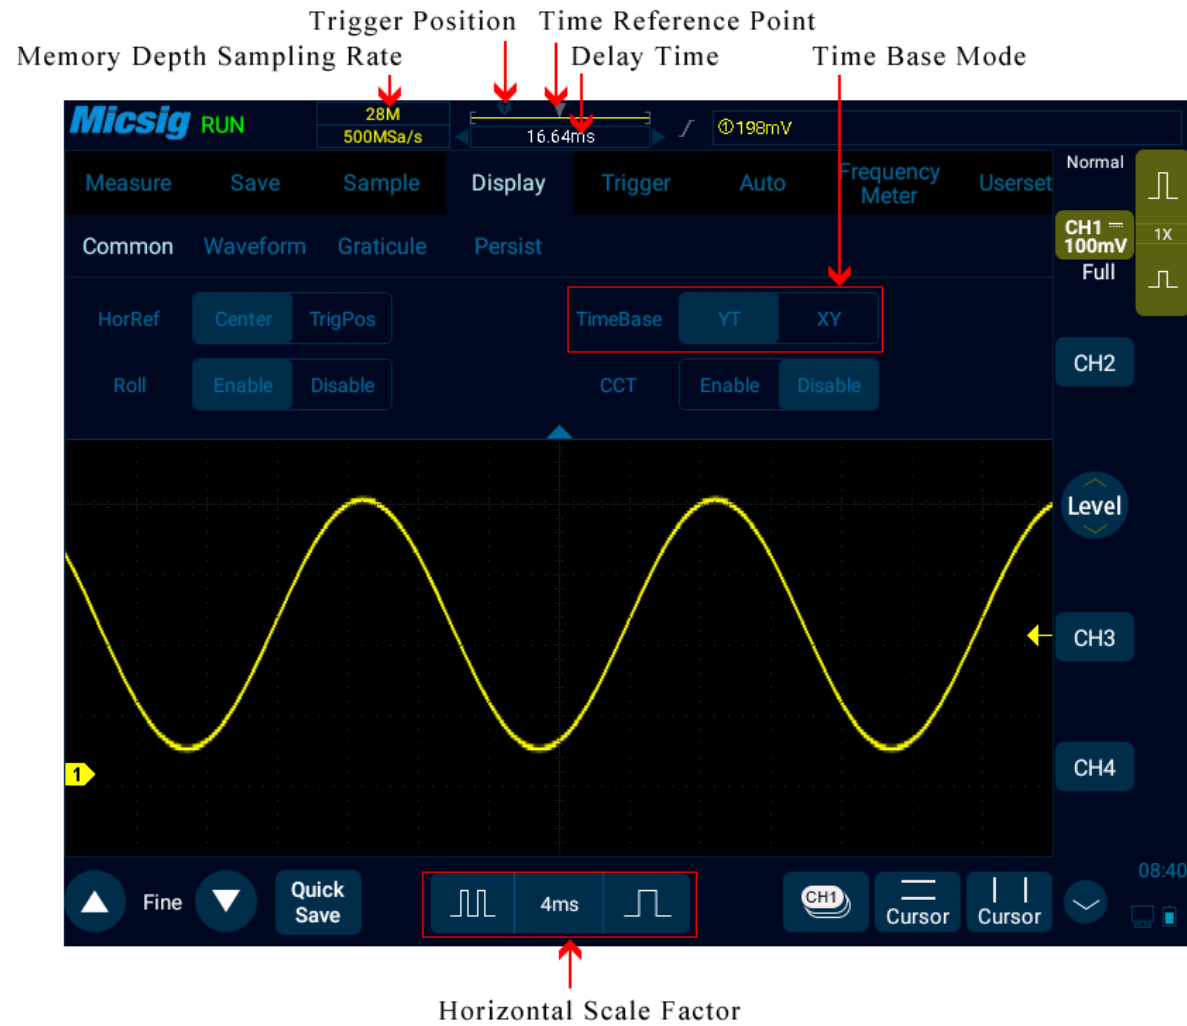 Trigger Position Time Reference Point
Memory Depth Sampling Rate Delay Time Time Base Mode
Micsig RUN 28M 500MSa/s 16.64ms ①198mV
Measure Save Sample Display Trigger Auto Frequency Meter Userset
Normal
Common Waveform Graticule Persist
CH1 100mV Full
1X
HorRef Center TrigPos TimeBase YT XY
Roll Enable Disable CCT Enable Disable
CH2
Level
CH3
1
CH4
08:40
Fine Quick Save 4ms CH1 Cursor Cursor
Horizontal Scale Factor